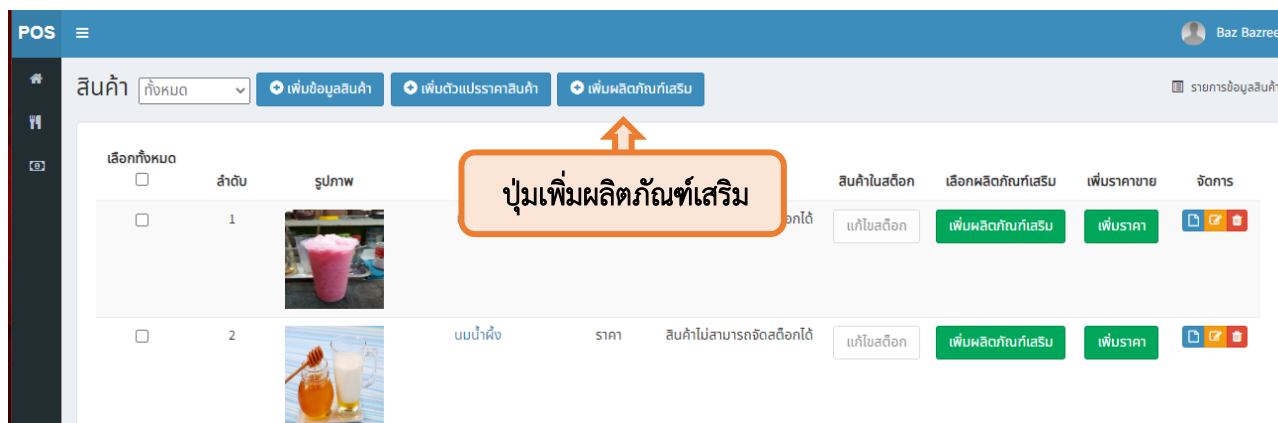 POS
Baz Bazree
สินค้า ทั้งหมด เพิ่มข้อมูลสินค้า เพิ่มตัวแปรราคาสินค้า เพิ่มผลิตภัณฑ์เสริม
รายการข้อมูลสินค้า
ปุ่มเพิ่มผลิตภัณฑ์เสริม
เลือกทั้งหมด ลำดับ รูปภาพ สินค้าในสต๊อก เลือกผลิตภัณฑ์เสริม เพิ่มราคาขาย จัดการ
1 แก้ไขสต๊อก เพิ่มผลิตภัณฑ์เสริม เพิ่มราคา
2 นมน้ำผึ้ง ราคา สินค้าไม่สามารถจัดสต๊อกได้ แก้ไขสต๊อก เพิ่มผลิตภัณฑ์เสริม เพิ่มราคา